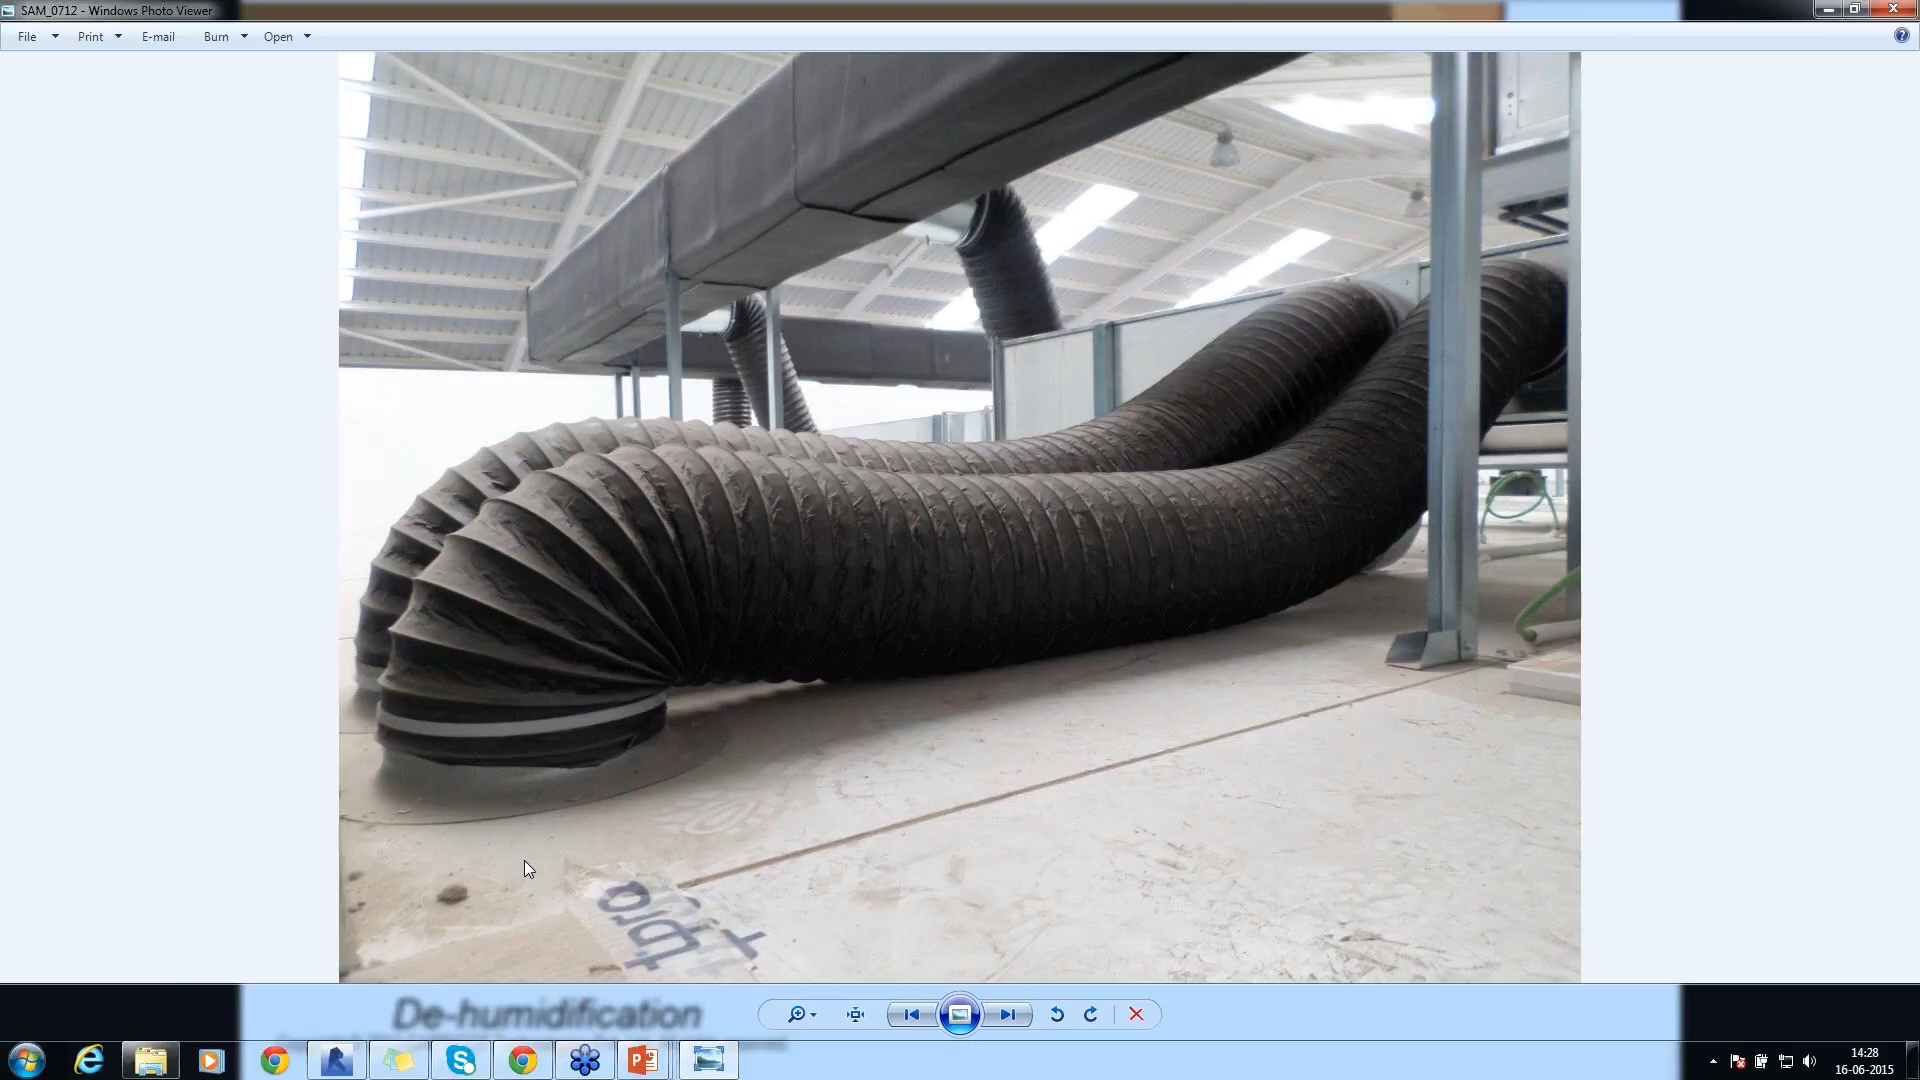 SAM_0712 - Windows Photo Viewer
File Print E-mail Burn Open
De-humidification
14:28
16-06-2015